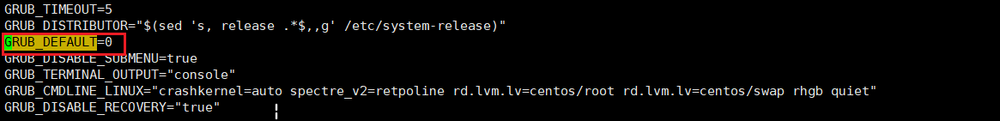 GRUB_TIMEOUT=5
GRUB_DISTRIBUTOR="$(sed 's, release .*$,,g' /etc/system-release)"
GRUB_DEFAULT=0
GRUB_DISABLE_SUBMENU=true
GRUB_TERMINAL_OUTPUT="console"
GRUB_CMDLINE_LINUX="crashkernel=auto spectre_v2=retpoline rd.lvm.lv=centos/root rd.lvm.lv=centos/swap rhgb quiet"
GRUB_DISABLE_RECOVERY="true"